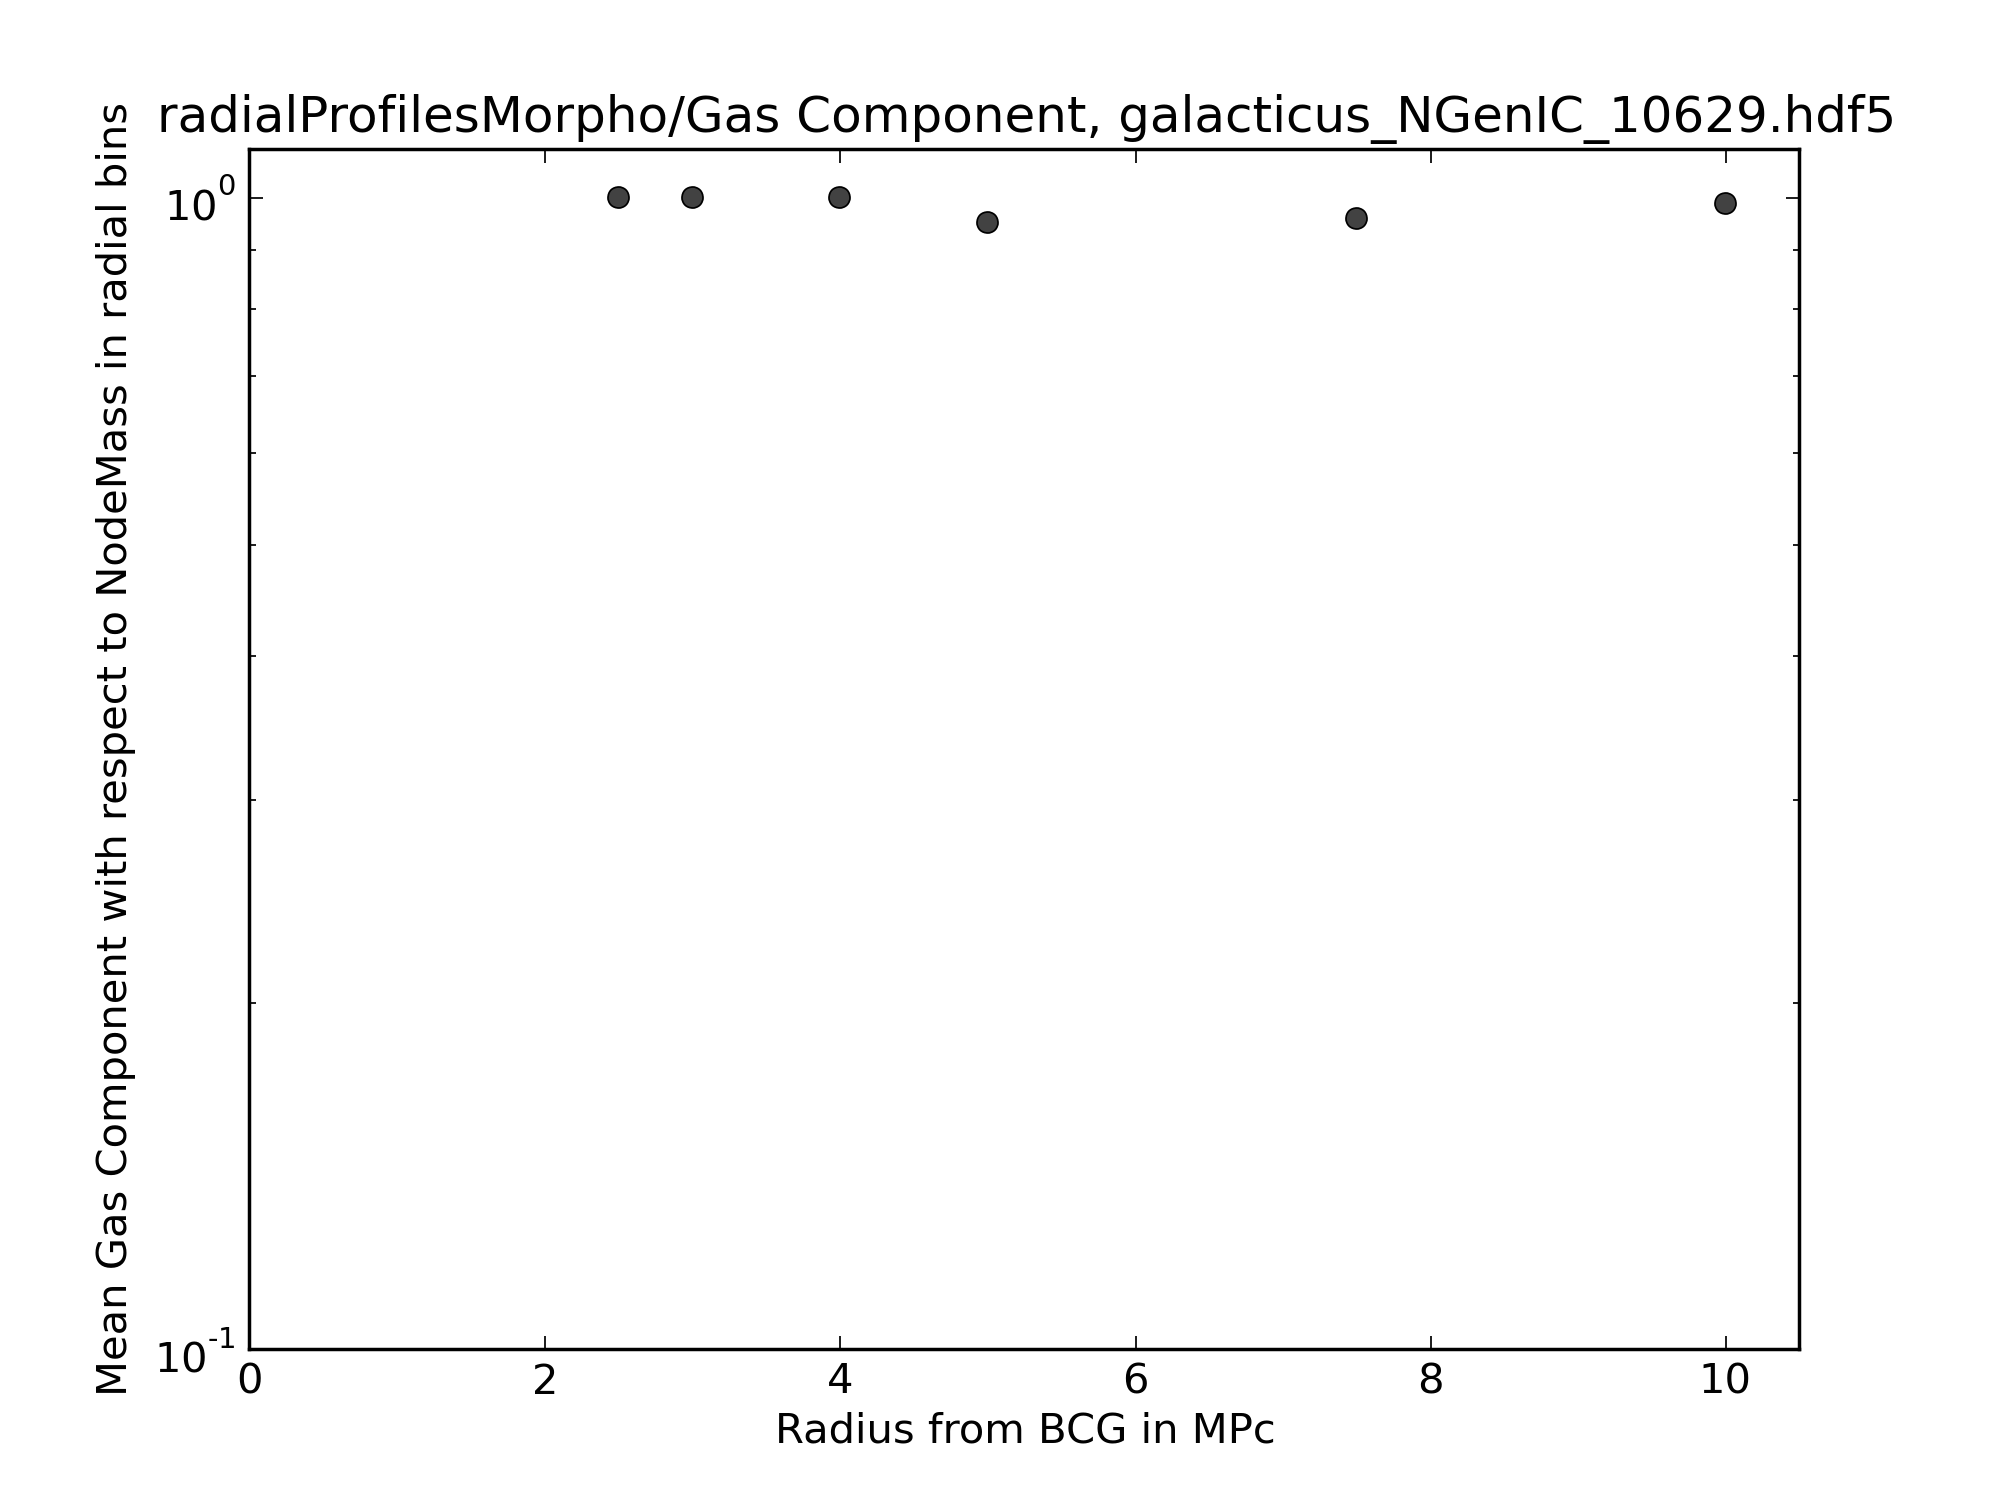 radialProfilesMorpho/Gas Component, galacticus_NGenIC_10629.hdf5
Mean Gas Component with respect to NodeMass in radial bins
10^0
10^-1
0 2 4 6 8 10
Radius from BCG in MPc